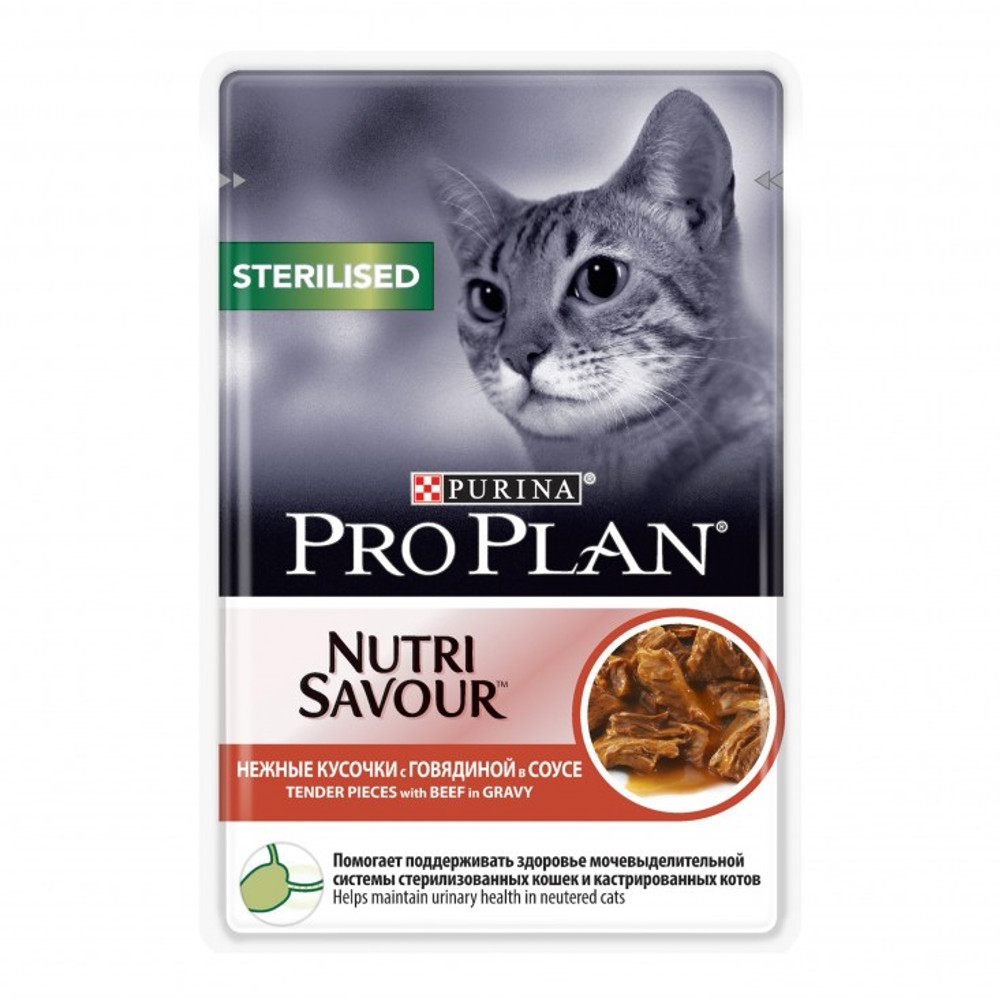 STERILISED
PURINA®
PRO PLAN®
NUTRI
SAVOUR™
НЕЖНЫЕ КУСОЧКИ с ГОВЯДИНОЙ в СОУСЕ
TENDER PIECES with BEEF in GRAVY
Помогает поддерживать здоровье мочевыделительной
системы стерилизованных кошек и кастрированных котов
Helps maintain urinary health in neutered cats